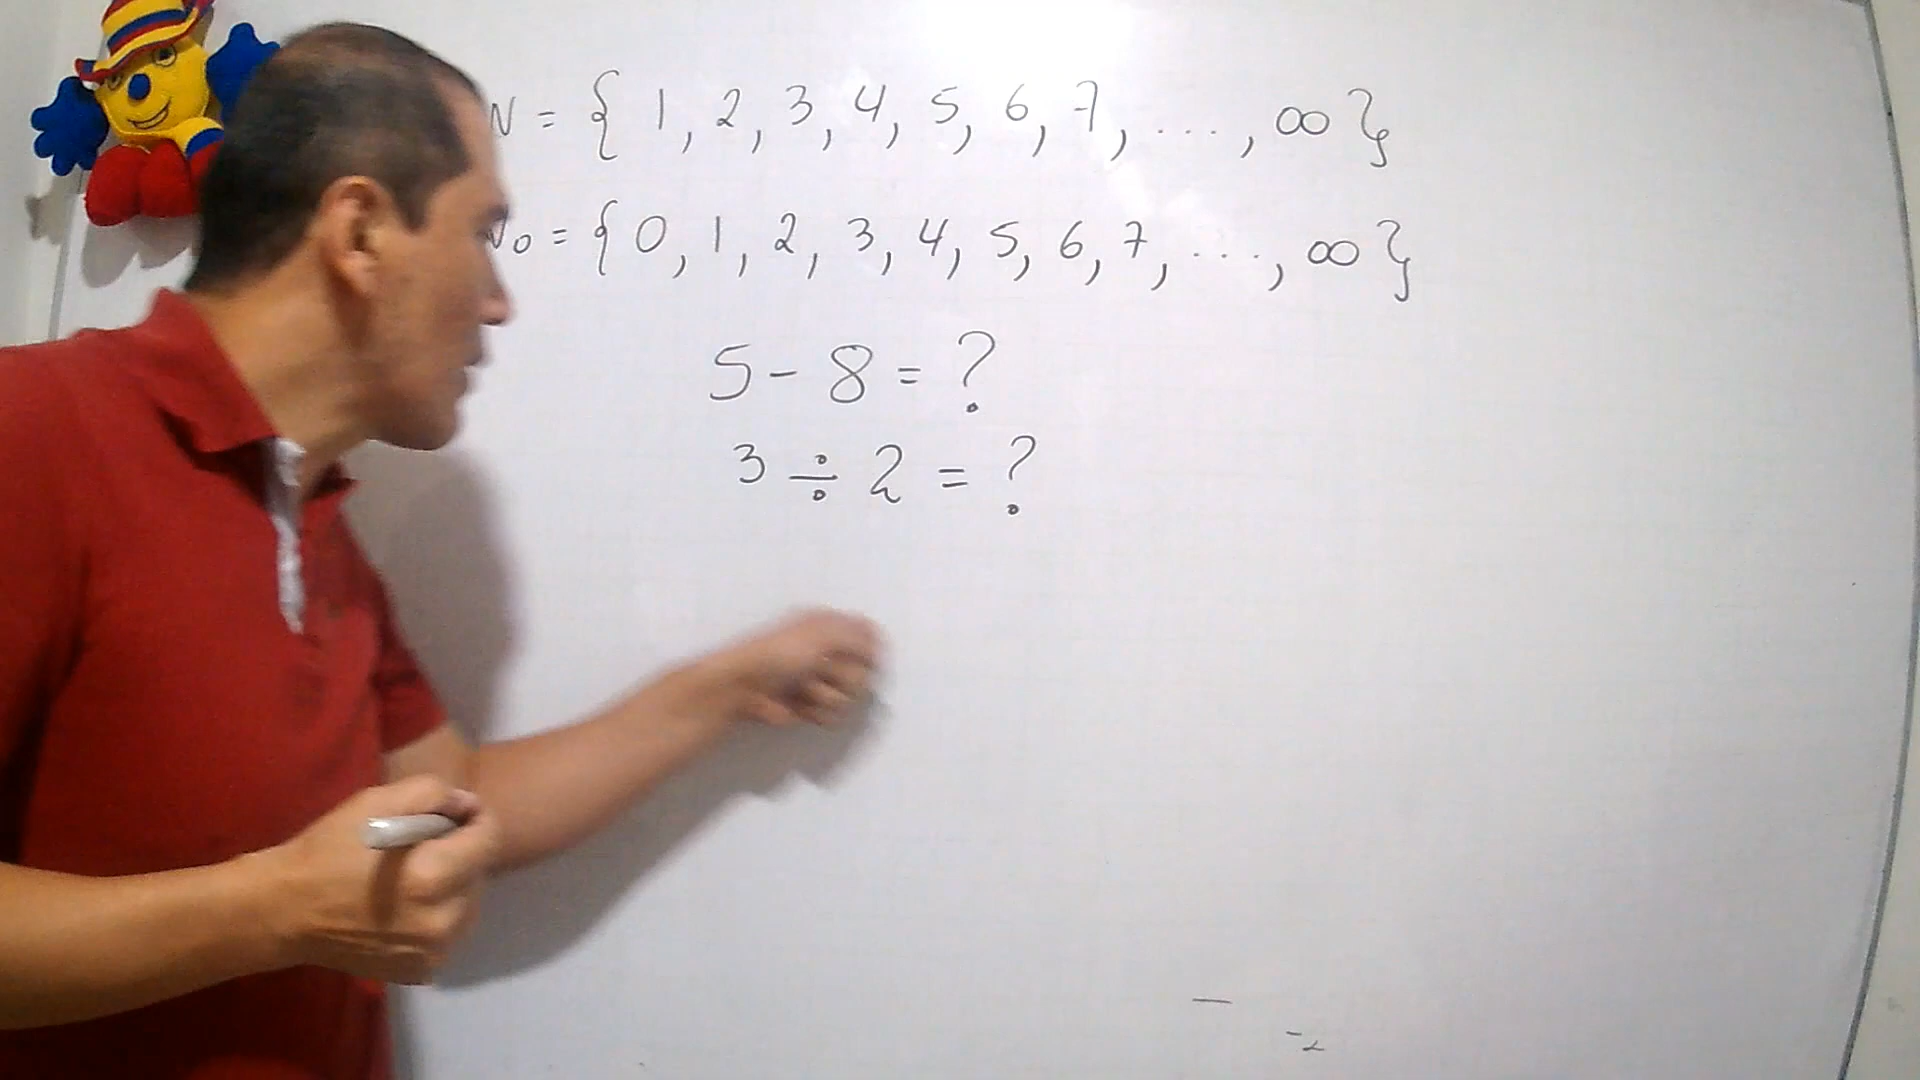 N = { 1, 2, 3, 4, 5, 6, 7, ..., ∞ }
N₀ = { 0, 1, 2, 3, 4, 5, 6, 7, ..., ∞ }
5 - 8 = ?
3 ÷ 2 = ?